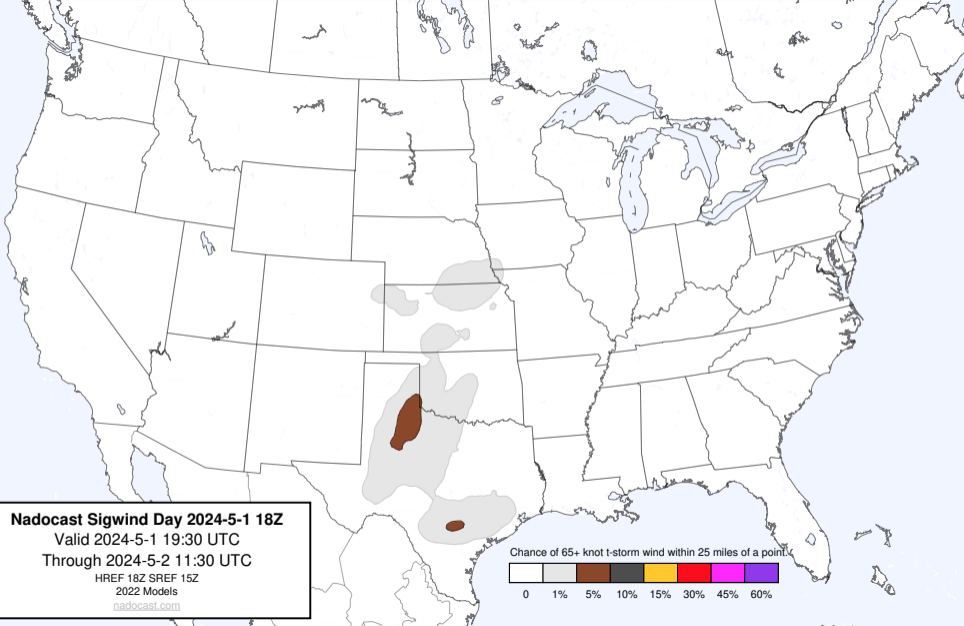 Nadocast Sigwind Day 2024-5-1 18Z
Valid 2024-5-1 19:30 UTC
Through 2024-5-2 11:30 UTC
HREF 18Z SREF 15Z
2022 Models
nadocast.com
Chance of 65+ knot t-storm wind within 25 miles of a point.
0 1% 5% 10% 15% 30% 45% 60%